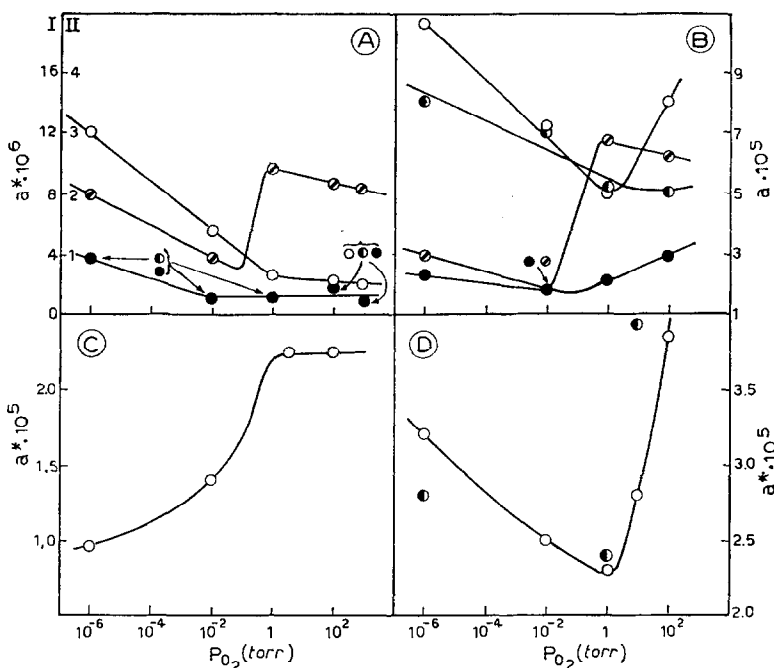 I II A B
16 4 9
12 3 7
8 2 5
4 1 3
0 1
a*·10⁶ a·10⁵
C D
2.0 3.5
1.5 3.0
1,0 2.5
2.0
a*·10⁵ a*·10⁵
10⁻⁶ 10⁻⁴ 10⁻² 1 10² 10⁻⁶ 10⁻⁴ 10⁻² 1 10²
P_O₂ (torr) P_O₂ (torr)